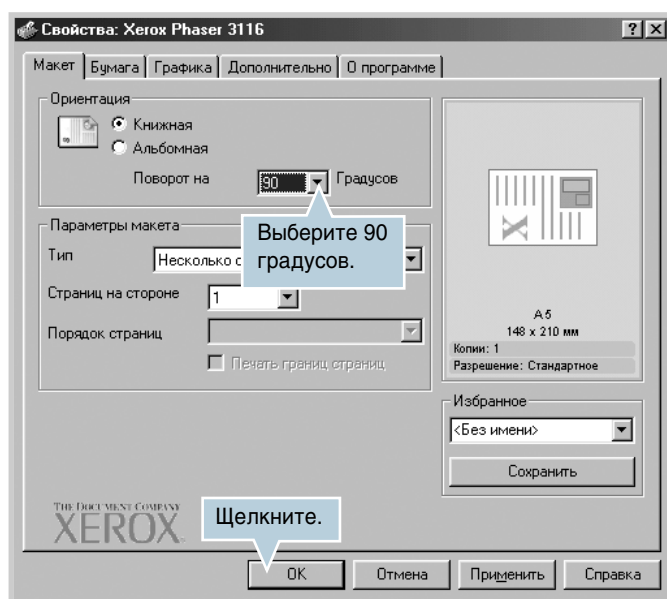 Свойства: Xerox Phaser 3116
Макет Бумага Графика Дополнительно О программе
Ориентация
Книжная
Альбомная
Поворот на 90 Градусов
Выберите 90
градусов.
Параметры макета
Тип Несколько с
Страниц на стороне 1
Порядок страниц
Печать границ страниц
A5
148 x 210 мм
Копии: 1
Разрешение: Стандартное
Избранное
<Без имени>
Сохранить
THE DOCUMENT COMPANY
XEROX
Щелкните.
OK Отмена Применить Справка